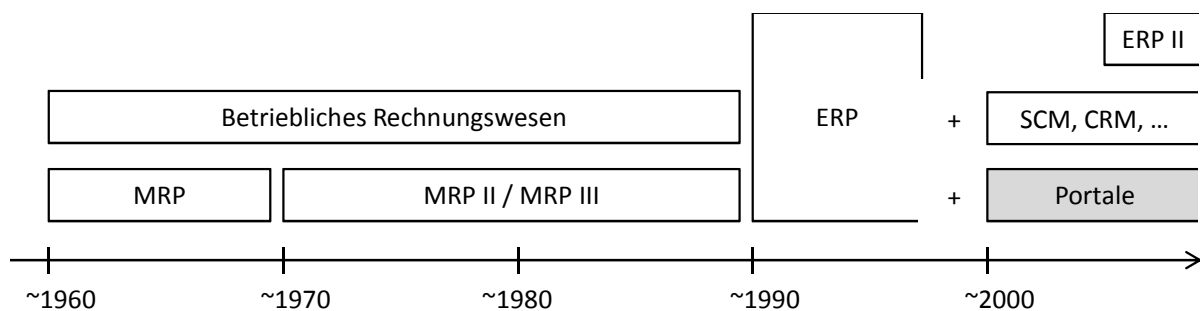 ERP II
Betriebliches Rechnungswesen
ERP
+
SCM, CRM, ...
MRP
MRP II / MRP III
+
Portale
~1960
~1970
~1980
~1990
~2000